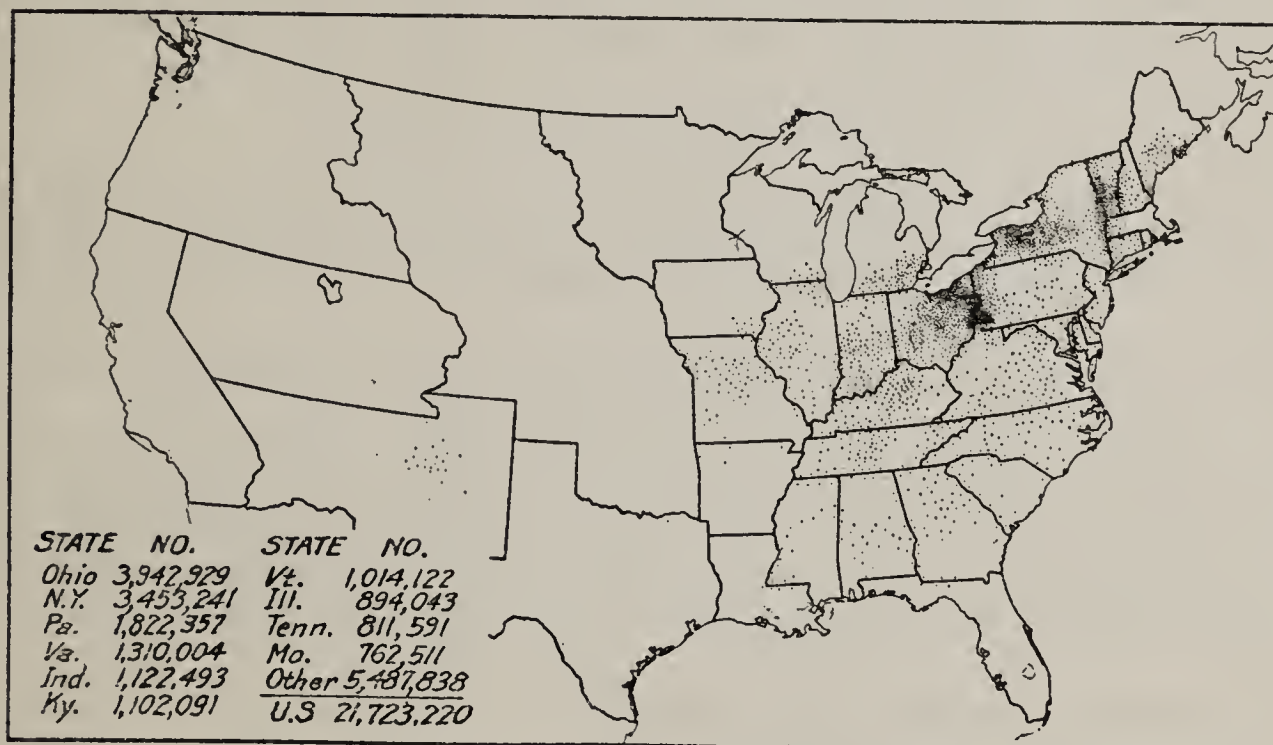 STATE NO. STATE NO.
Ohio 3,942,929 Vt. 1,014,122
N.Y. 3,453,241 Ill. 894,043
Pa. 1,822,357 Tenn. 811,591
Va. 1,310,004 Mo. 762,511
Ind. 1,122,493 Other 5,487,838
Ky. 1,102,091 U.S 21,723,220